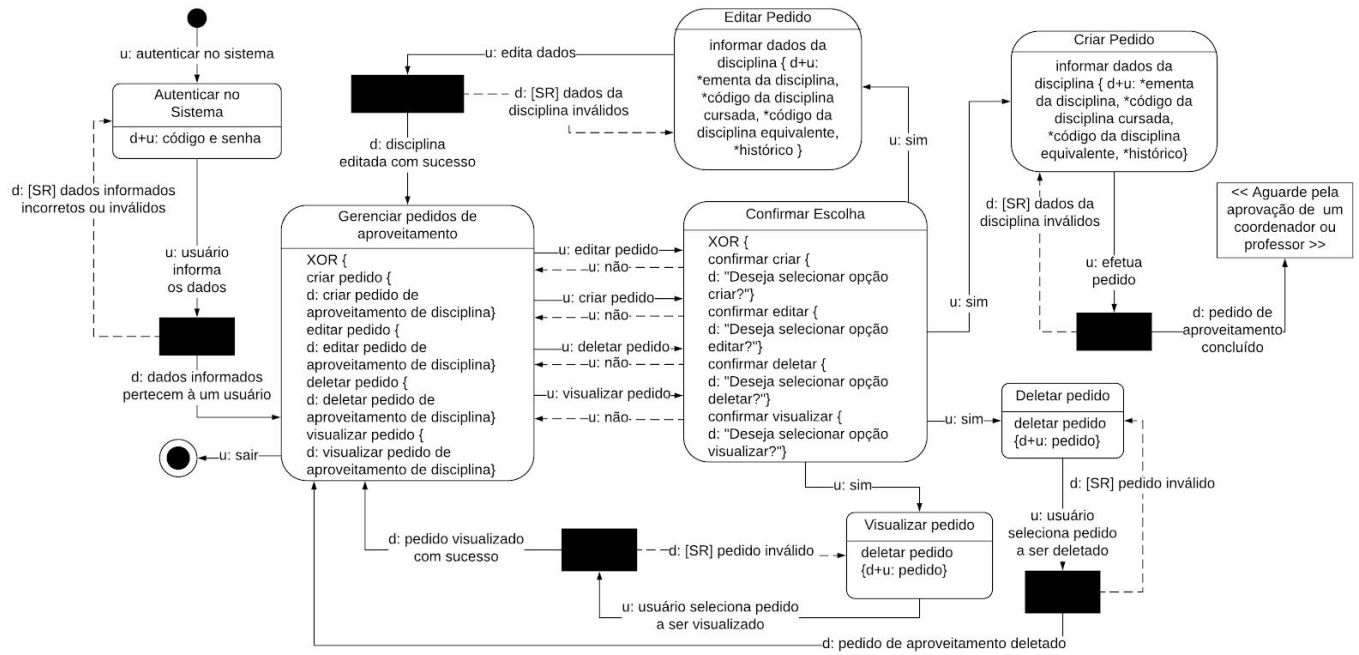 u: autenticar no sistema
Autenticar no
Sistema
d+u: código e senha
d: [SR] dados informados
incorretos ou inválidos
u: usuário
informa
os dados
d: dados informados
pertecem à um usuário
u: sair
Gerenciar pedidos de
aproveitamento
XOR {
criar pedido {
d: criar pedido de
aproveitamento de disciplina}
editar pedido {
d: editar pedido de
aproveitamento de disciplina}
deletar pedido {
d: deletar pedido de
aproveitamento de disciplina}
visualizar pedido {
d: visualizar pedido de
aproveitamento de disciplina}
u: edita dados
d: [SR] dados da
disciplina inválidos
d: disciplina
editada com sucesso
Editar Pedido
informar dados da
disciplina { d+u:
*ementa da disciplina,
*código da disciplina
cursada, *código da
disciplina equivalente,
*histórico }
u: sim
u: editar pedido
u: não
u: criar pedido
u: não
u: deletar pedido
u: não
u: visualizar pedido
u: não
Confirmar Escolha
XOR {
confirmar criar {
d: "Deseja selecionar opção
criar?"}
confirmar editar {
d: "Deseja selecionar opção
editar?"}
confirmar deletar {
d: "Deseja selecionar opção
deletar?"}
confirmar visualizar {
d: "Deseja selecionar opção
visualizar?"}
u: sim
Criar Pedido
informar dados da
disciplina { d+u: *ementa
da disciplina, *código da
disciplina cursada,
*código da disciplina
equivalente, *histórico}
d: [SR] dados da
disciplina inválidos
u: efetua
pedido
<< Aguarde pela
aprovação de um
coordenador ou
professor >>
d: pedido de
aproveitamento
concluído
u: sim
Deletar pedido
deletar pedido
{d+u: pedido}
d: [SR] pedido inválido
u: usuário
seleciona pedido
a ser deletado
u: sim
Visualizar pedido
deletar pedido
{d+u: pedido}
d: [SR] pedido inválido
d: pedido visualizado
com sucesso
u: usuário seleciona pedido
a ser visualizado
d: pedido de aproveitamento deletado